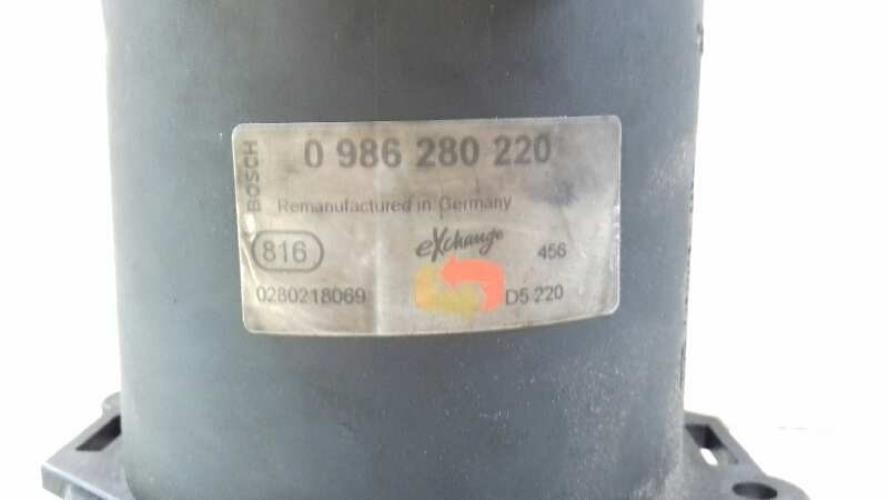 BOSCH
0 986 280 220
Remanufactured in Germany
816
eXchange
456
0280218069
D5 220